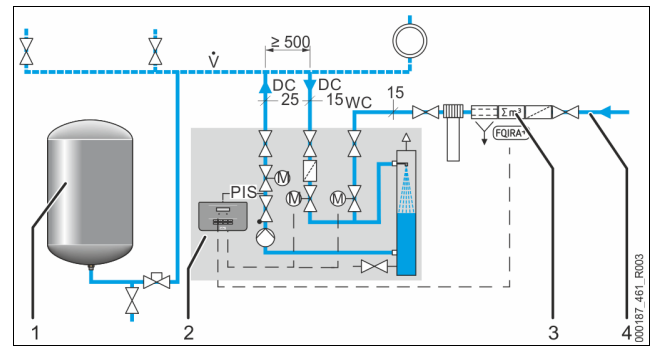 ≥ 500
V̇
DC
25
DC
15
WC
15
Σ m³
FQIRA+
M
PIS
M
M
1
2
3
4
000187_461_R003